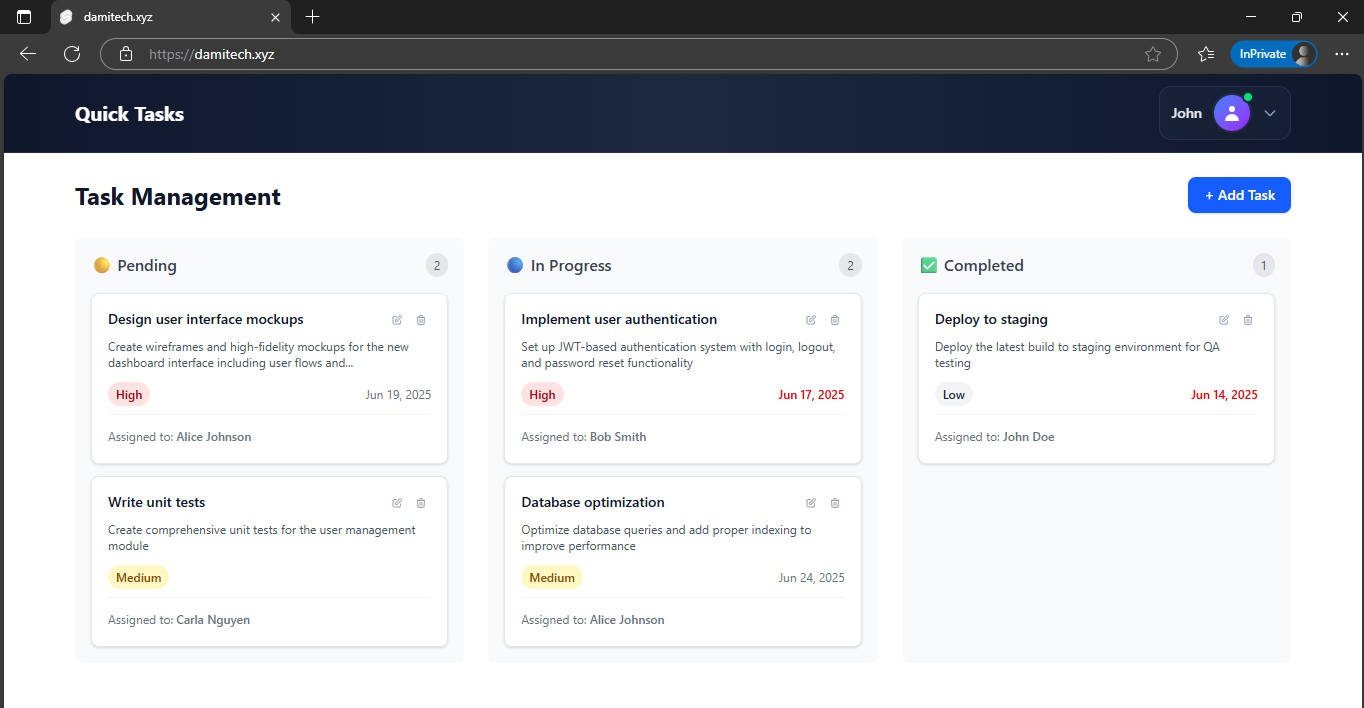 damitech.xyz
https://damitech.xyz
InPrivate
Quick Tasks
John
Task Management
+ Add Task
Pending
2
Design user interface mockups
Create wireframes and high-fidelity mockups for the new
dashboard interface including user flows and...
High
Jun 19, 2025
Assigned to: Alice Johnson
Write unit tests
Create comprehensive unit tests for the user management
module
Medium
Assigned to: Carla Nguyen
In Progress
2
Implement user authentication
Set up JWT-based authentication system with login, logout,
and password reset functionality
High
Jun 17, 2025
Assigned to: Bob Smith
Database optimization
Optimize database queries and add proper indexing to
improve performance
Medium
Jun 24, 2025
Assigned to: Alice Johnson
Completed
1
Deploy to staging
Deploy the latest build to staging environment for QA
testing
Low
Jun 14, 2025
Assigned to: John Doe